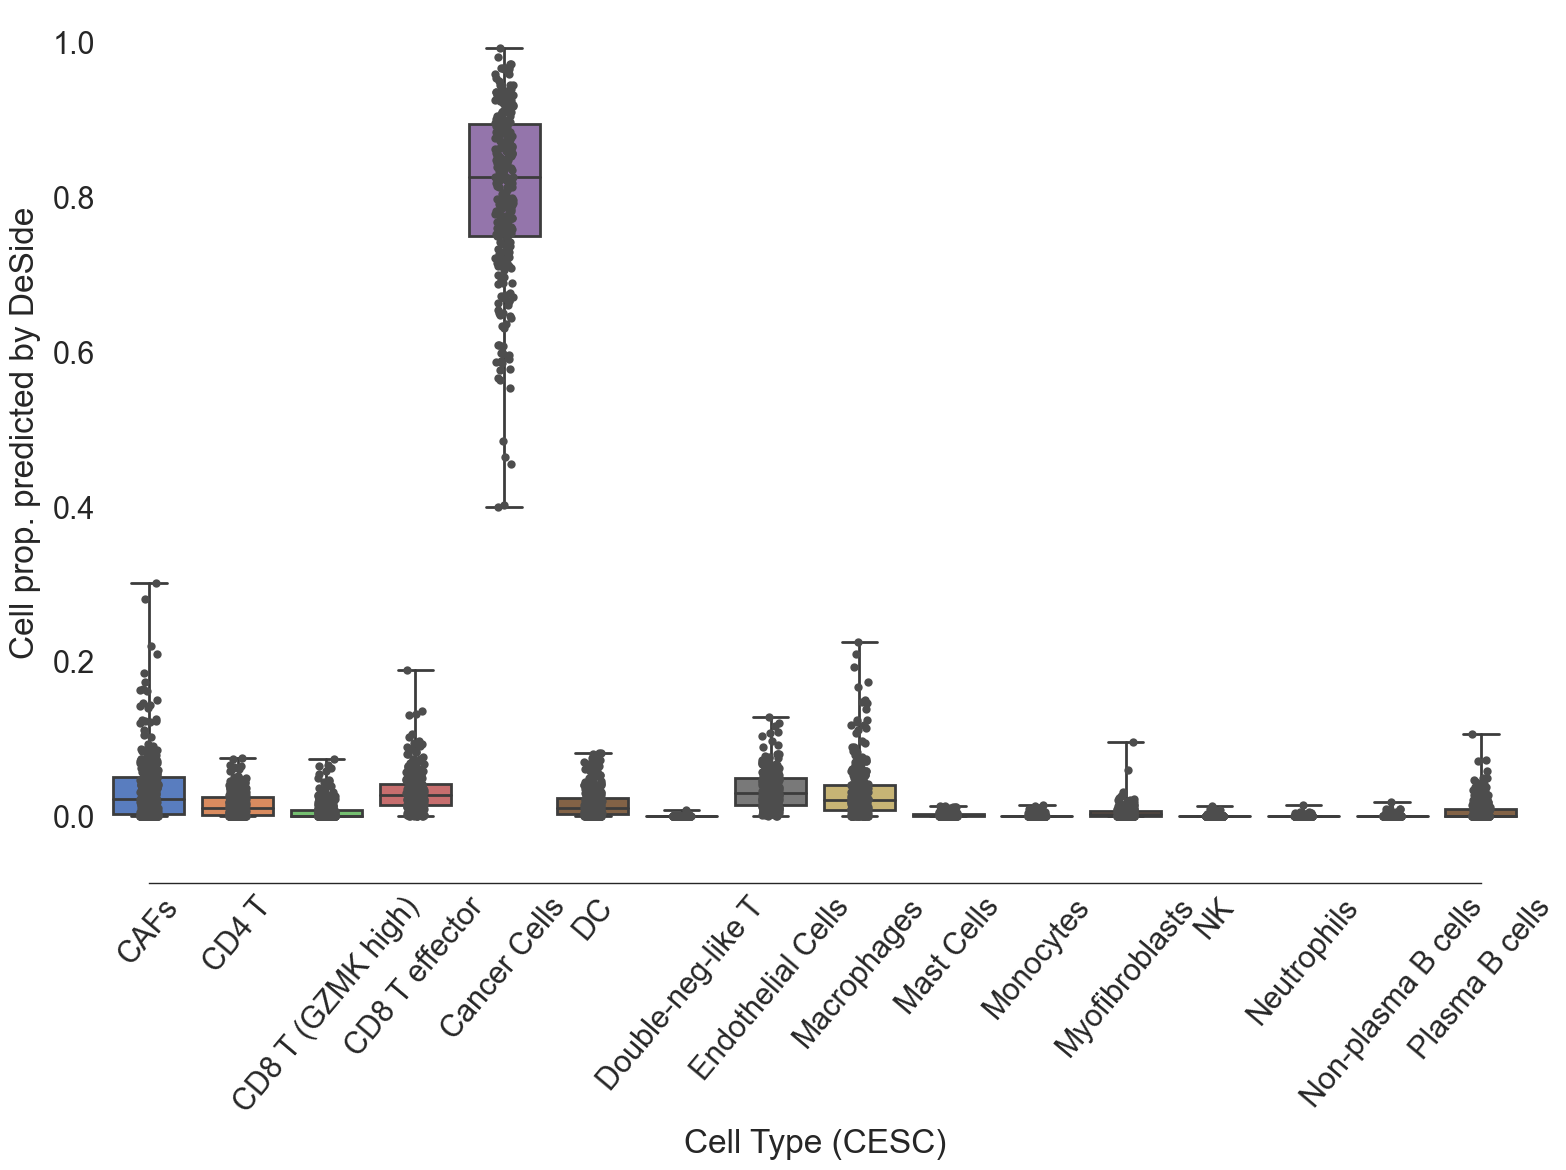 Cell prop. predicted by DeSide
1.0
0.8
0.6
0.4
0.2
0.0
CAFs
CD4 T
CD8 T (GZMK high)
CD8 T effector
Cancer Cells
DC
Double-neg-like T
Endothelial Cells
Macrophages
Mast Cells
Monocytes
Myofibroblasts
NK
Neutrophils
Non-plasma B cells
Plasma B cells
Cell Type (CESC)